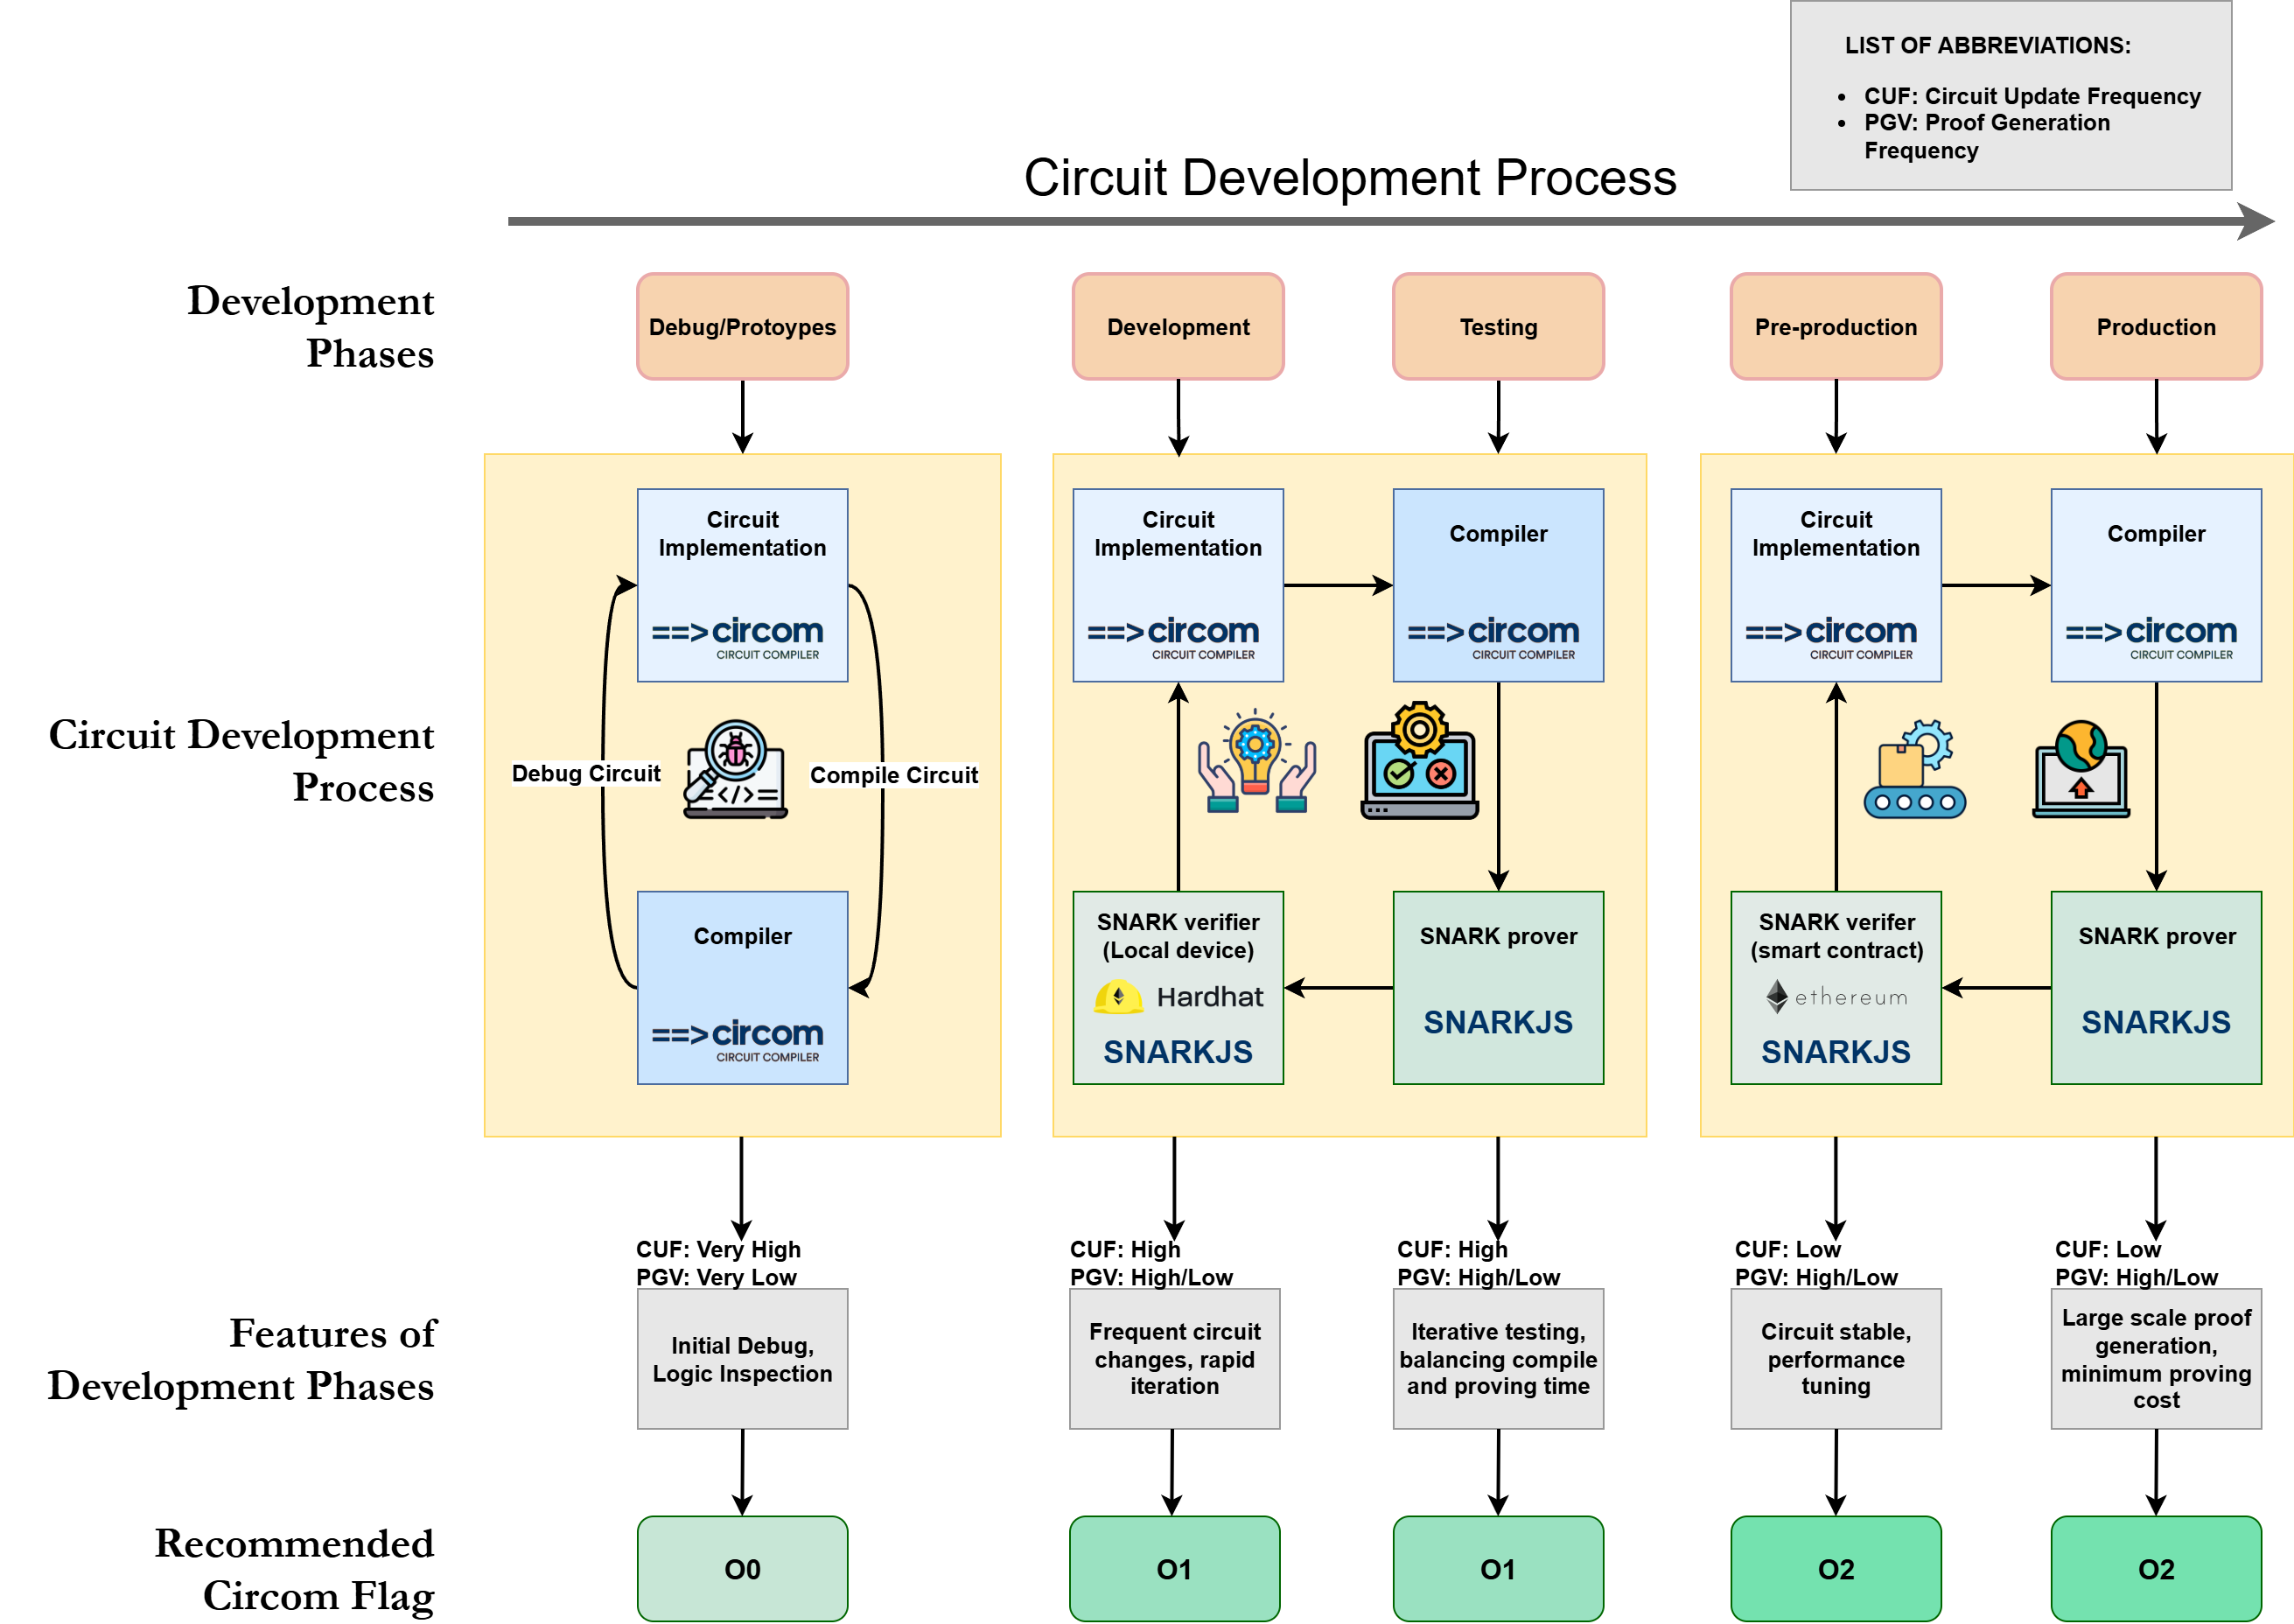 LIST OF ABBREVIATIONS:
• CUF: Circuit Update Frequency
• PGV: Proof Generation
Frequency
Circuit Development Process
Development
Phases
Debug/Protoypes
Development
Testing
Pre-production
Production
Circuit Development
Process
Circuit
Implementation
==>circom
CIRCUIT COMPILER
Debug Circuit
Compile Circuit
Compiler
==>circom
CIRCUIT COMPILER
Circuit
Implementation
==>circom
CIRCUIT COMPILER
Compiler
==>circom
CIRCUIT COMPILER
SNARK verifier
(Local device)
Hardhat
SNARKJS
SNARK prover
SNARKJS
Circuit
Implementation
==>circom
CIRCUIT COMPILER
Compiler
==>circom
CIRCUIT COMPILER
SNARK verifer
(smart contract)
ethereum
SNARKJS
SNARK prover
SNARKJS
Features of
Development Phases
CUF: Very High
PGV: Very Low
Initial Debug,
Logic Inspection
CUF: High
PGV: High/Low
Frequent circuit
changes, rapid
iteration
CUF: High
PGV: High/Low
Iterative testing,
balancing compile
and proving time
CUF: Low
PGV: High/Low
Circuit stable,
performance
tuning
CUF: Low
PGV: High/Low
Large scale proof
generation,
minimum proving
cost
Recommended
Circom Flag
O0
O1
O1
O2
O2